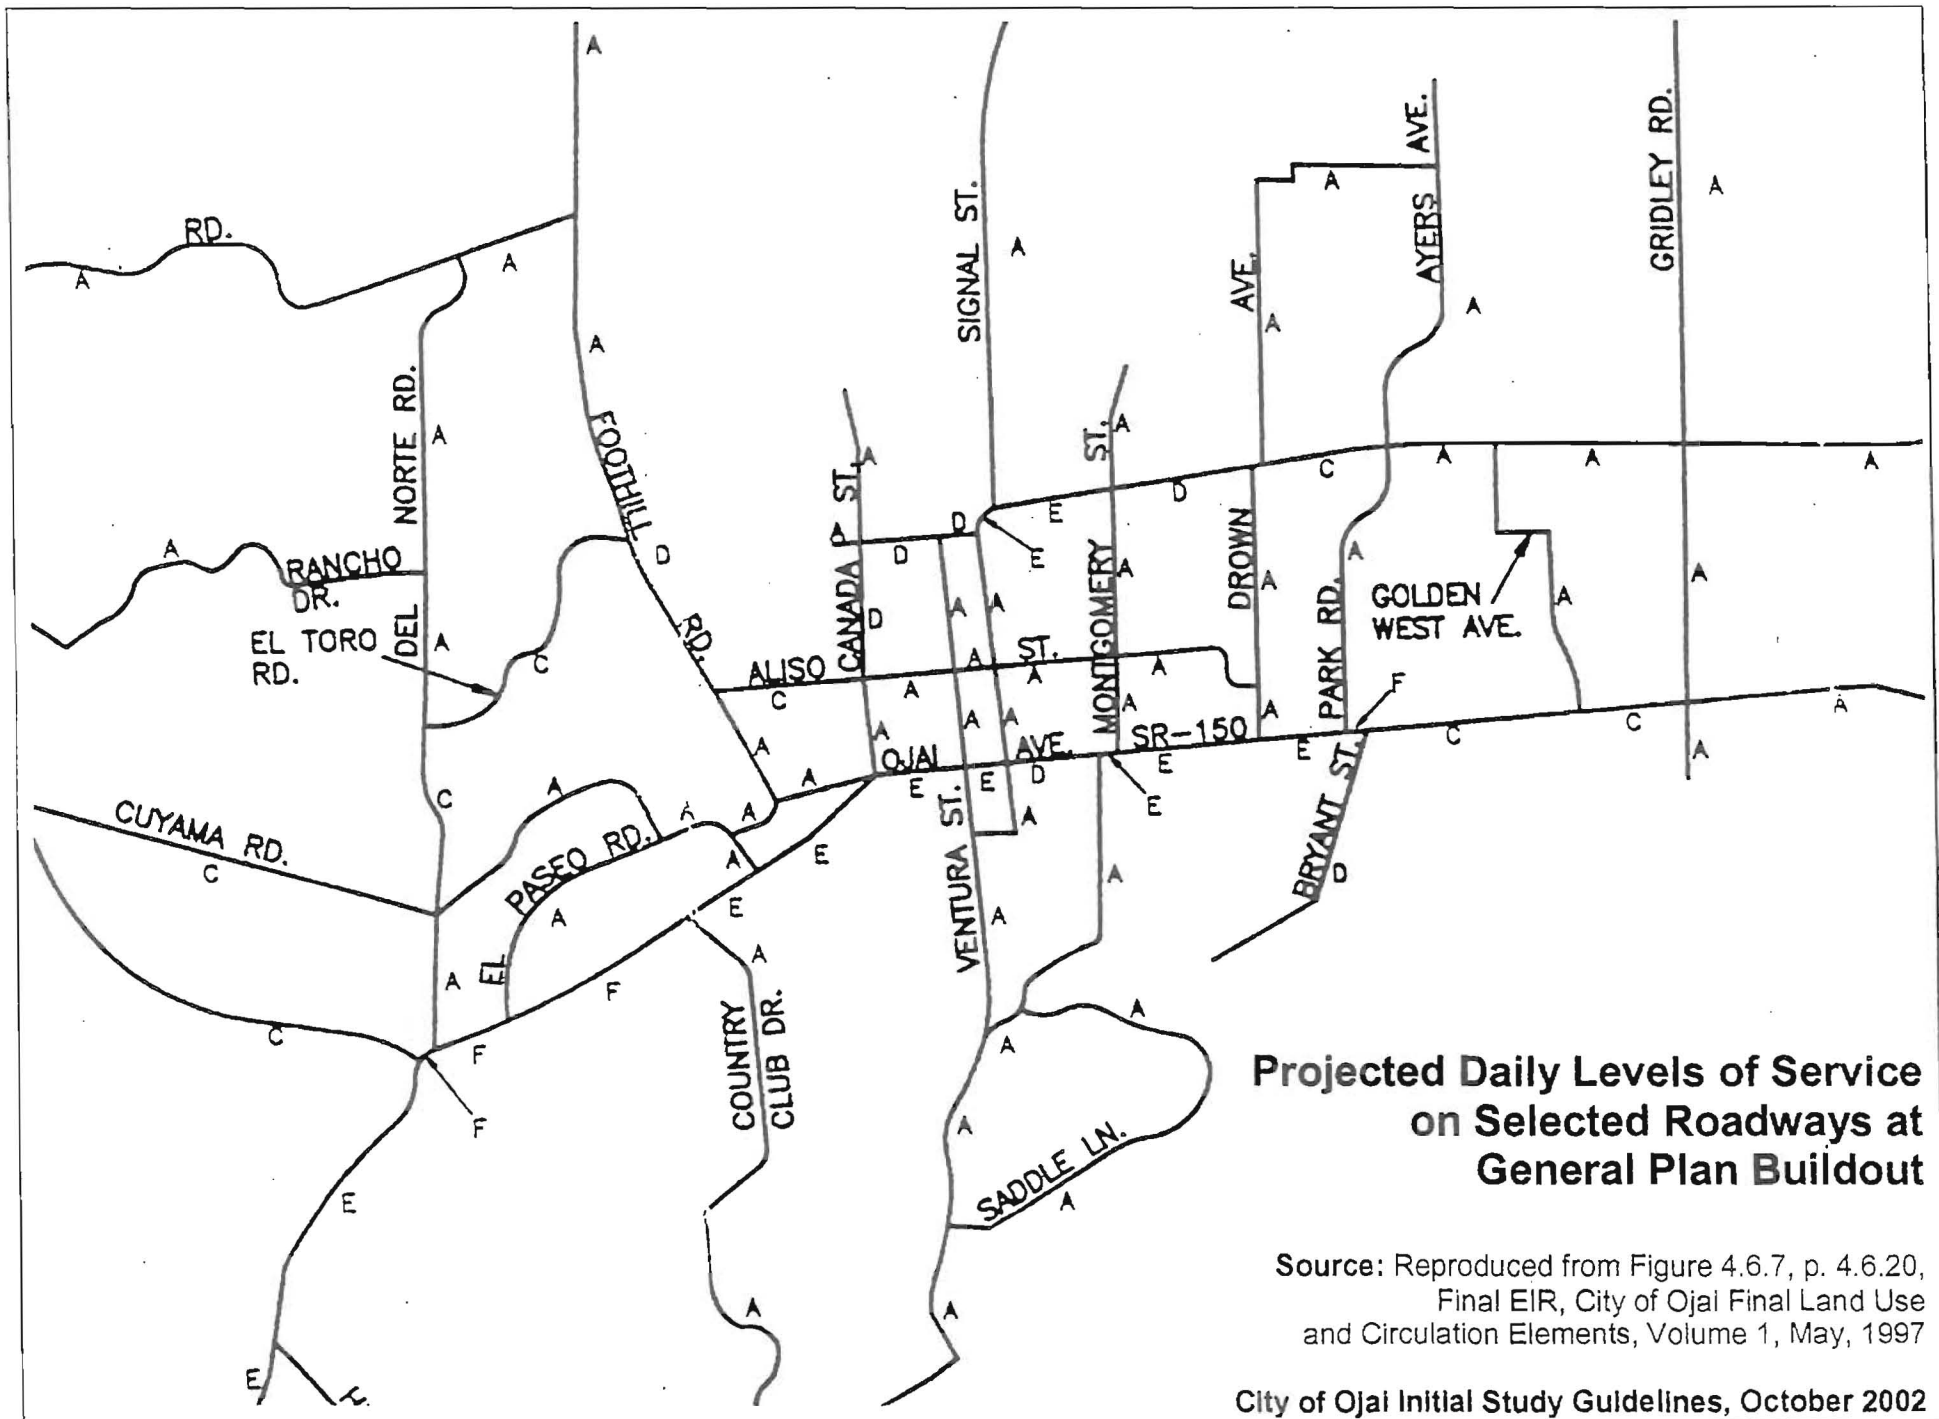 A
RD.
A
A
A
NORTE RD.
A
FOOTHILL
SIGNAL ST.
A
AVE.
A
A
AVE.
AYERS
A
GRIDLEY RD.
A
ST.
A
CANADA ST.
A
A
D
D
E
E
D
C
A
A
A
A
RANCHO
DR.
DEL
EL TORO
RD.
A
C
D
RD.
D
A
A
MONTGOMERY
A
DROWN
A
PARK RD.
A
GOLDEN
WEST AVE.
A
A
ALISO
ST.
C
A
A
A
A
A
A
A
A
A
A
F
OJAI
AVE.
SR-150
E
E
D
E
E
C
C
A
A
E
CUYAMA RD.
C
C
A
EL
PASEO RD.
A
A
A
A
A
E
E
VENTURA ST.
A
A
A
BRYANT ST.
D
A
F
F
F
C
COUNTRY
CLUB DR.
A
A
A
A
A
SADDLE LN.
A
A
E
E
Projected Daily Levels of Service
on Selected Roadways at
General Plan Buildout
Source: Reproduced from Figure 4.6.7, p. 4.6.20,
Final EIR, City of Ojai Final Land Use
and Circulation Elements, Volume 1, May, 1997
City of Ojai Initial Study Guidelines, October 2002